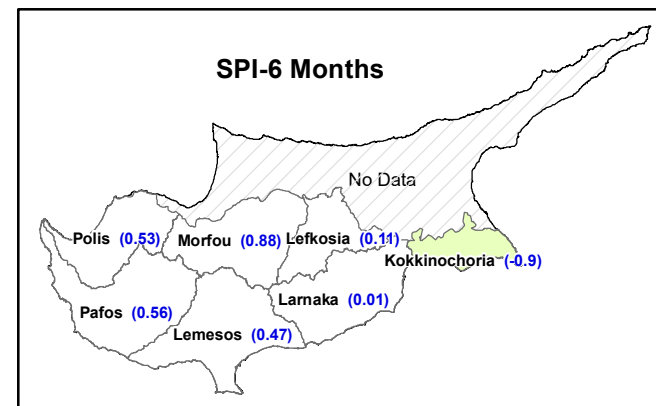 SPI-6 Months
No Data
Polis (0.53)
Morfou (0.88)
Lefkosia (0.11)
Kokkinochoria (-0.9)
Pafos (0.56)
Larnaka (0.01)
Lemesos (0.47)